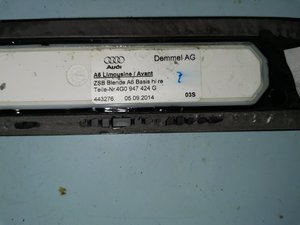 Audi
Demmel AG
A6 Limousine / Avant
ZSB Blende A6 Basis hi re
Teile-Nr.4G0 947 424 G
443276 05.09.2014 03S